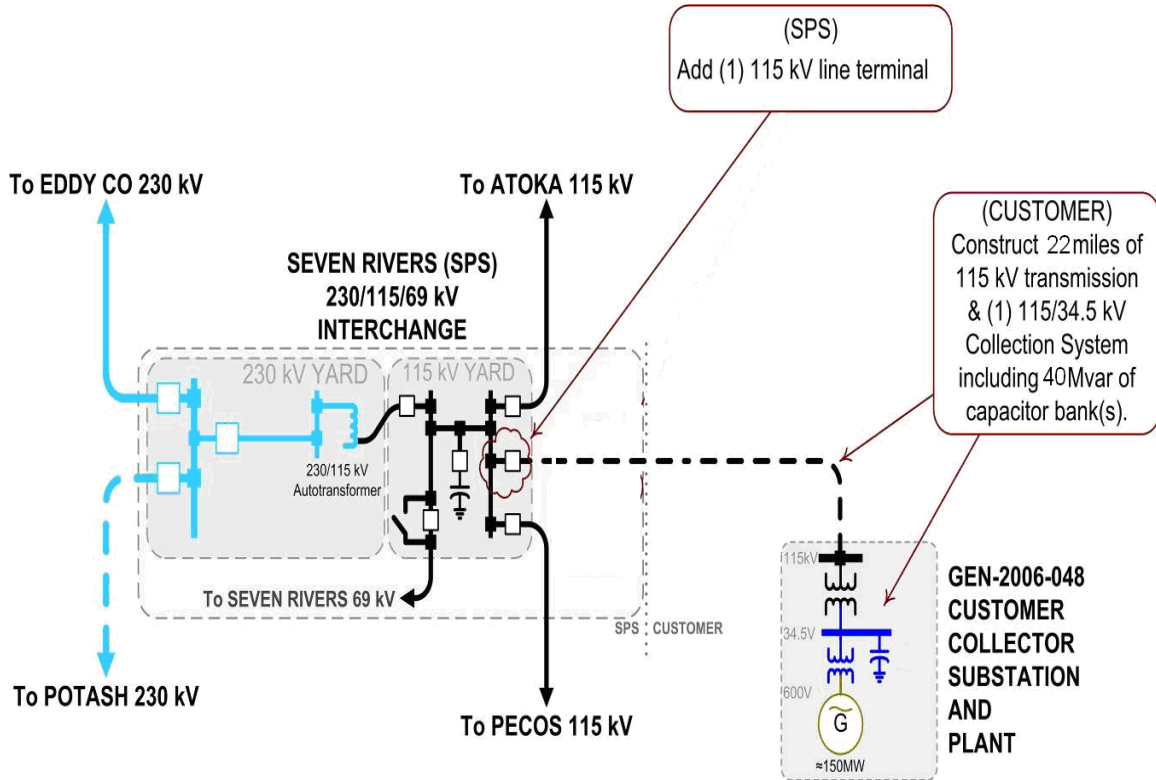 (SPS)
Add (1) 115 kV line terminal
To EDDY CO 230 kV
To ATOKA 115 kV
(CUSTOMER)
Construct 22miles of
115 kV transmission
& (1) 115/34.5 kV
Collection System
including 40Mvar of
capacitor bank(s).
SEVEN RIVERS (SPS)
230/115/69 kV
INTERCHANGE
230 kV YARD
115 kV YARD
230/115 kV
Autotransformer
To SEVEN RIVERS 69 kV
SPS
CUSTOMER
To POTASH 230 kV
To PECOS 115 kV
115kV
34.5V
600V
G
≈150MW
GEN-2006-048
CUSTOMER
COLLECTOR
SUBSTATION
AND
PLANT